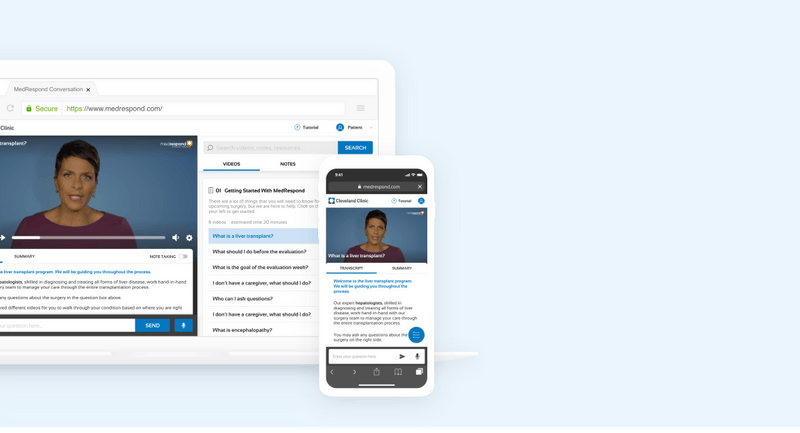 MedRespond Conversation
Secure https://www.medrespond.com/
Clinic
Tutorial
Patient
transplant?
medrespond
Search videos, notes, resources...
SEARCH
VIDEOS
NOTES
01 Getting Started With MedRespond
There are a lot of things that you will need to know
upcoming surgery, but we are here to help. Click on
your left to get started.
9 videos estimated time 20 minutes
What is a liver transplant?
What should I do before the evaluation?
What is the goal of the evaluation week?
I don't have a caregiver, what should I do?
Who can I ask questions?
I don't have a caregiver, what should I do?
What is encephalopathy?
SUMMARY
NOTE TAKING
liver transplant program. We will be guiding you throughout the process.
skilled in diagnosing and treating all forms of liver disease; work hand-in-hand
team to manage your care through the entire transplantation process.
any questions about the surgery in the question box above.
different videos for you to walk through your condition based on where you are right
question here...
SEND
9:41
medrespond.com
Cleveland Clinic
Tutorial
What is a liver transplant?
TRANSCRIPT
SUMMARY
Welcome to the liver transplant program.
We will be guiding you throughout the
process.
Our expert hepatologists, skilled in
diagnosing and treating all forms of liver
disease, work hand-in-hand with our
surgery team to manage your care through
the entire transplantation process.
You may ask any questions about the
surgery on the right side.
Enter your question here